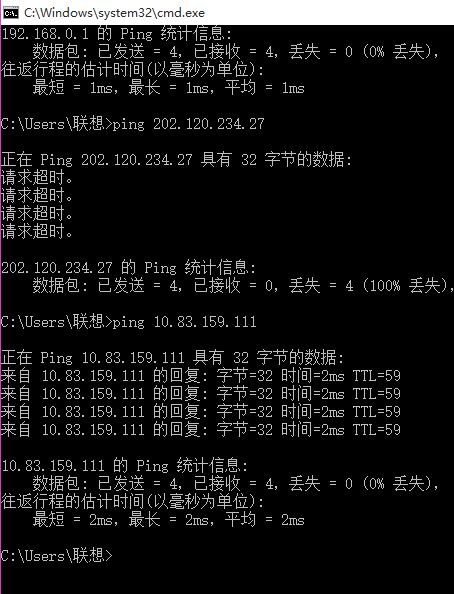 C:\Windows\system32\cmd.exe
192.168.0.1 的 Ping 统计信息:
数据包: 已发送 = 4，已接收 = 4，丢失 = 0 (0% 丢失)，
往返行程的估计时间(以毫秒为单位):
最短 = 1ms，最长 = 1ms，平均 = 1ms
C:\Users\联想>ping 202.120.234.27
正在 Ping 202.120.234.27 具有 32 字节的数据:
请求超时。
请求超时。
请求超时。
请求超时。
202.120.234.27 的 Ping 统计信息:
数据包: 已发送 = 4，已接收 = 0，丢失 = 4 (100% 丢失)，
C:\Users\联想>ping 10.83.159.111
正在 Ping 10.83.159.111 具有 32 字节的数据:
来自 10.83.159.111 的回复: 字节=32 时间=2ms TTL=59
来自 10.83.159.111 的回复: 字节=32 时间=2ms TTL=59
来自 10.83.159.111 的回复: 字节=32 时间=2ms TTL=59
来自 10.83.159.111 的回复: 字节=32 时间=2ms TTL=59
10.83.159.111 的 Ping 统计信息:
数据包: 已发送 = 4，已接收 = 4，丢失 = 0 (0% 丢失)，
往返行程的估计时间(以毫秒为单位):
最短 = 2ms，最长 = 2ms，平均 = 2ms
C:\Users\联想>